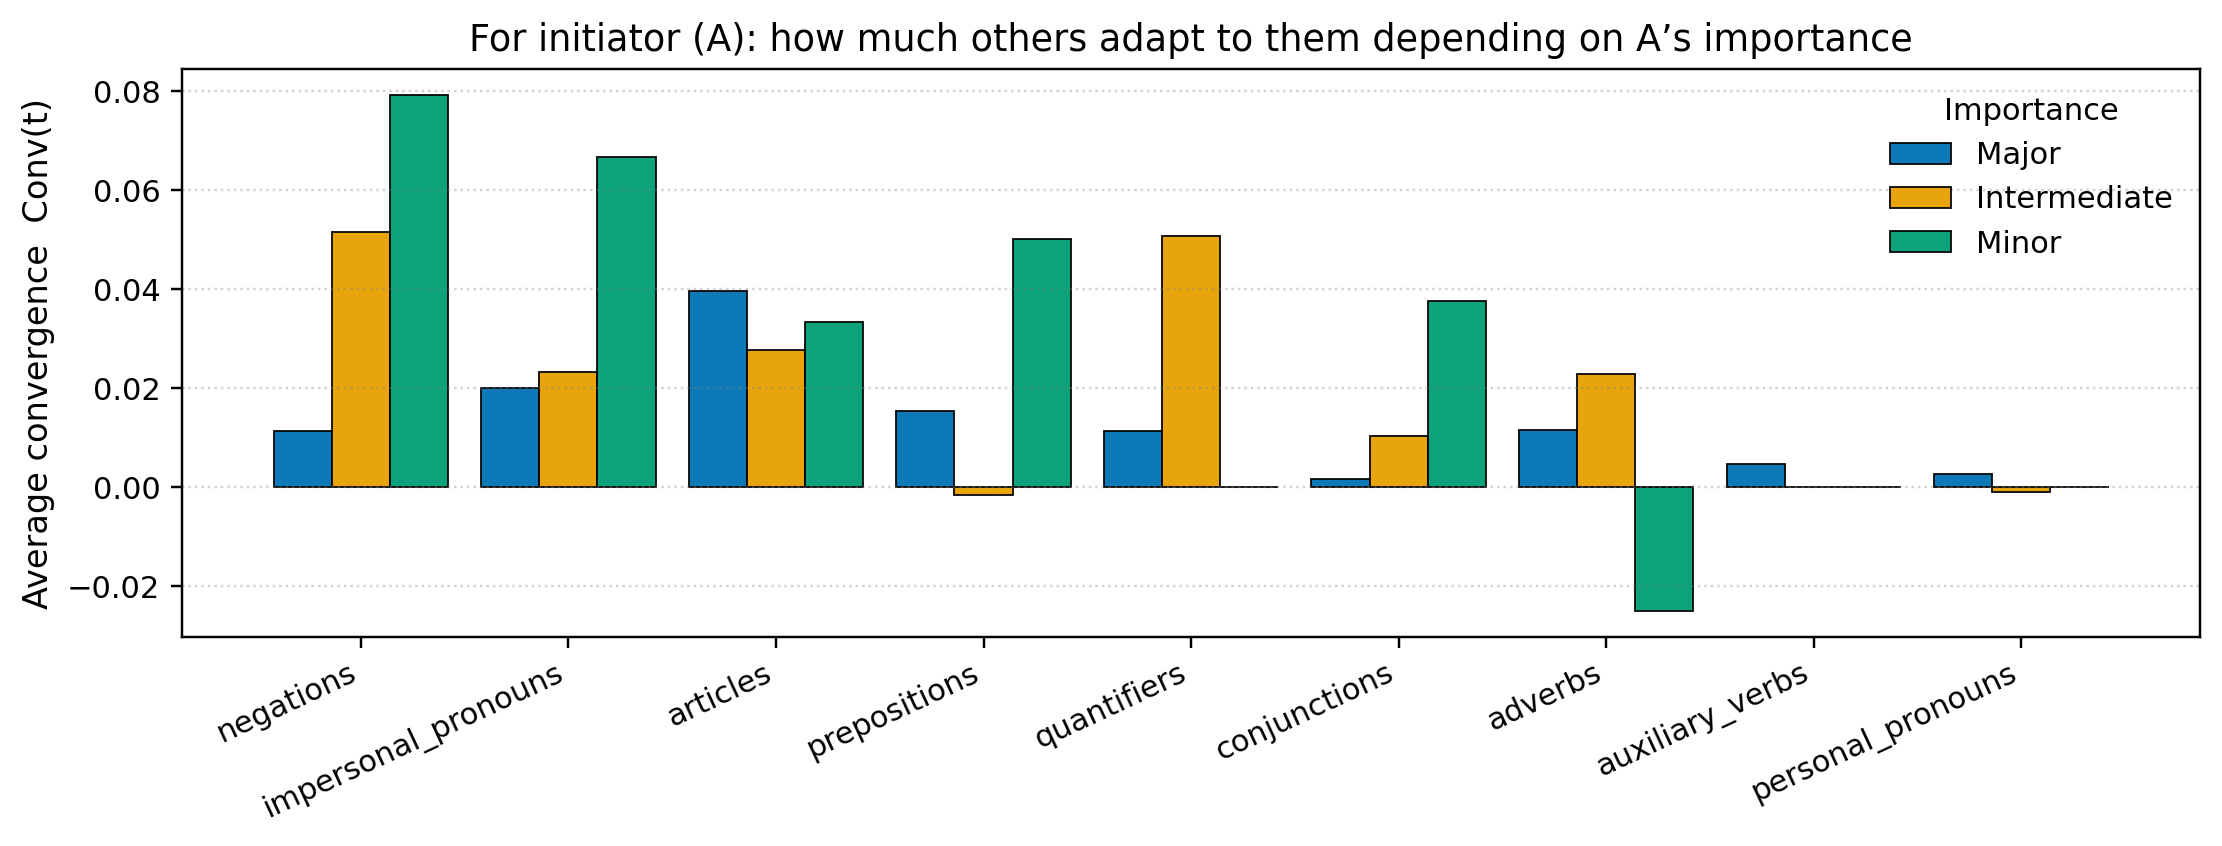 For initiator (A): how much others adapt to them depending on A’s importance
Average convergence  Conv(t)
0.08
0.06
0.04
0.02
0.00
−0.02
Importance
Major
Intermediate
Minor
negations
impersonal_pronouns
articles
prepositions
quantifiers
conjunctions
adverbs
auxiliary_verbs
personal_pronouns